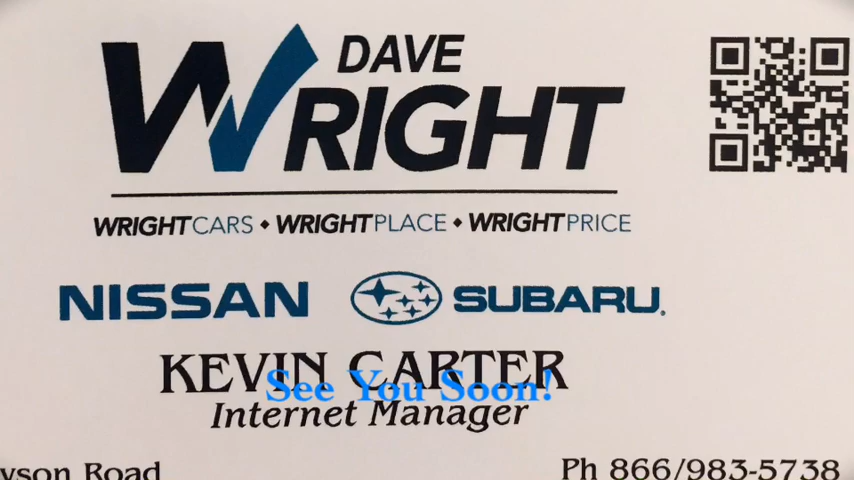 DAVE
WRIGHT
WRIGHTCARS • WRIGHTPLACE • WRIGHTPRICE
NISSAN SUBARU®
KEVIN CARTER
See You Soon!
Internet Manager
Road Ph 866/983-5738